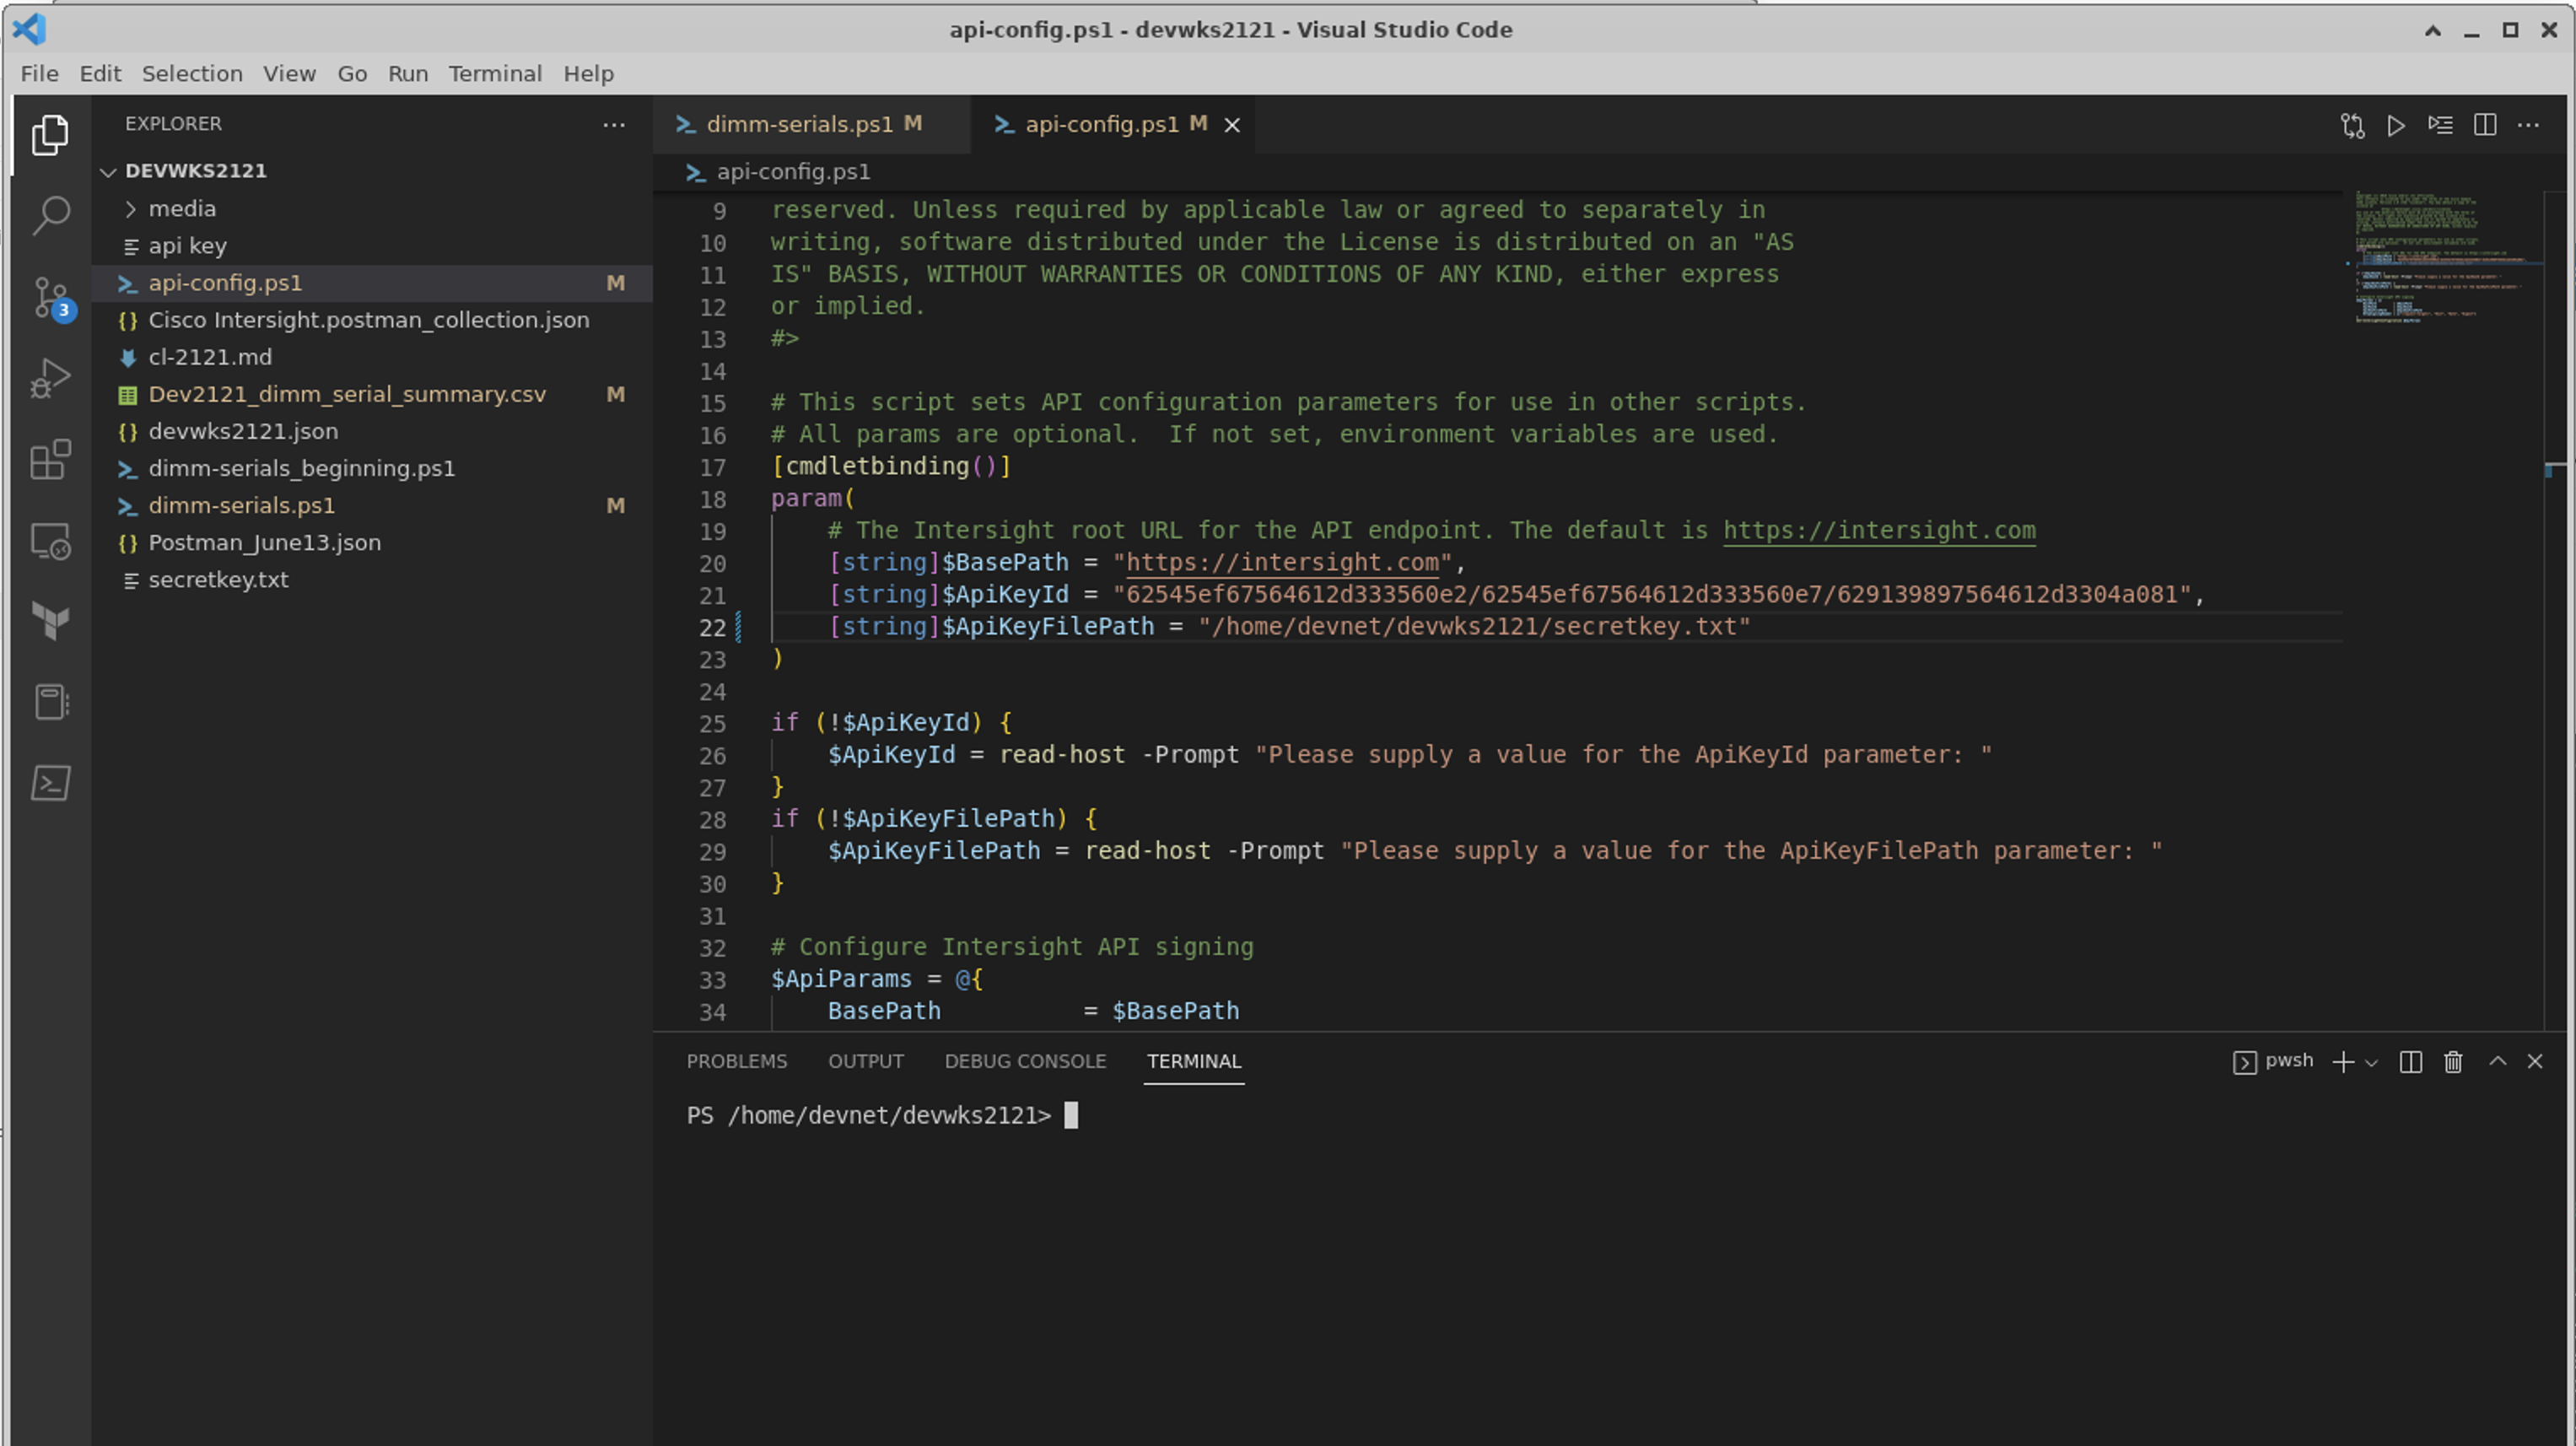 api-config.ps1 - devwks2121 - Visual Studio Code
File Edit Selection View Go Run Terminal Help
EXPLORER
DEVWKS2121
media
api key
api-config.ps1 M
Cisco Intersight.postman_collection.json
cl-2121.md
Dev2121_dimm_serial_summary.csv M
devwks2121.json
dimm-serials_beginning.ps1
dimm-serials.ps1 M
Postman_June13.json
secretkey.txt
3
dimm-serials.ps1 M api-config.ps1 M
api-config.ps1
9 reserved. Unless required by applicable law or agreed to separately in
10 writing, software distributed under the License is distributed on an "AS
11 IS" BASIS, WITHOUT WARRANTIES OR CONDITIONS OF ANY KIND, either express
12 or implied.
13 #>
14
15 # This script sets API configuration parameters for use in other scripts.
16 # All params are optional.  If not set, environment variables are used.
17 [cmdletbinding()]
18 param(
19     # The Intersight root URL for the API endpoint. The default is https://intersight.com
20     [string]$BasePath = "https://intersight.com",
21     [string]$ApiKeyId = "62545ef67564612d333560e2/62545ef67564612d333560e7/629139897564612d3304a081",
22     [string]$ApiKeyFilePath = "/home/devnet/devwks2121/secretkey.txt"
23 )
24
25 if (!$ApiKeyId) {
26     $ApiKeyId = read-host -Prompt "Please supply a value for the ApiKeyId parameter: "
27 }
28 if (!$ApiKeyFilePath) {
29     $ApiKeyFilePath = read-host -Prompt "Please supply a value for the ApiKeyFilePath parameter: "
30 }
31
32 # Configure Intersight API signing
33 $ApiParams = @{
34     BasePath          = $BasePath
PROBLEMS OUTPUT DEBUG CONSOLE TERMINAL pwsh
PS /home/devnet/devwks2121>